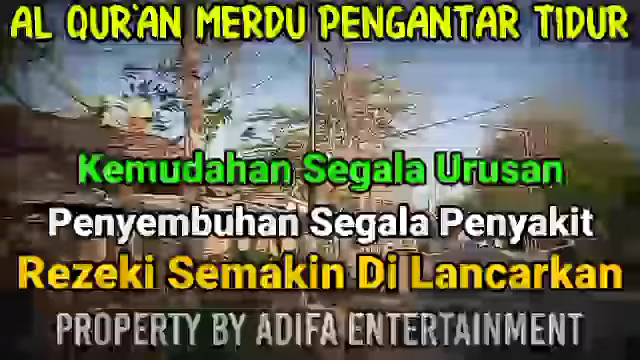 AL QUR'AN MERDU PENGANTAR TIDUR
Kemudahan Segala Urusan
Penyembuhan Segala Penyakit
Rezeki Semakin Di Lancarkan
PROPERTY BY ADIFA ENTERTAINMENT